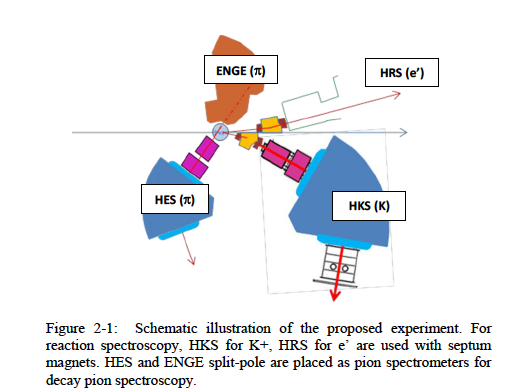 ENGE (π)
HRS (e’)
HES (π)
HKS (K)
Figure 2-1: Schematic illustration of the proposed experiment. For
reaction spectroscopy, HKS for K+, HRS for e’ are used with septum
magnets. HES and ENGE split-pole are placed as pion spectrometers for
decay pion spectroscopy.